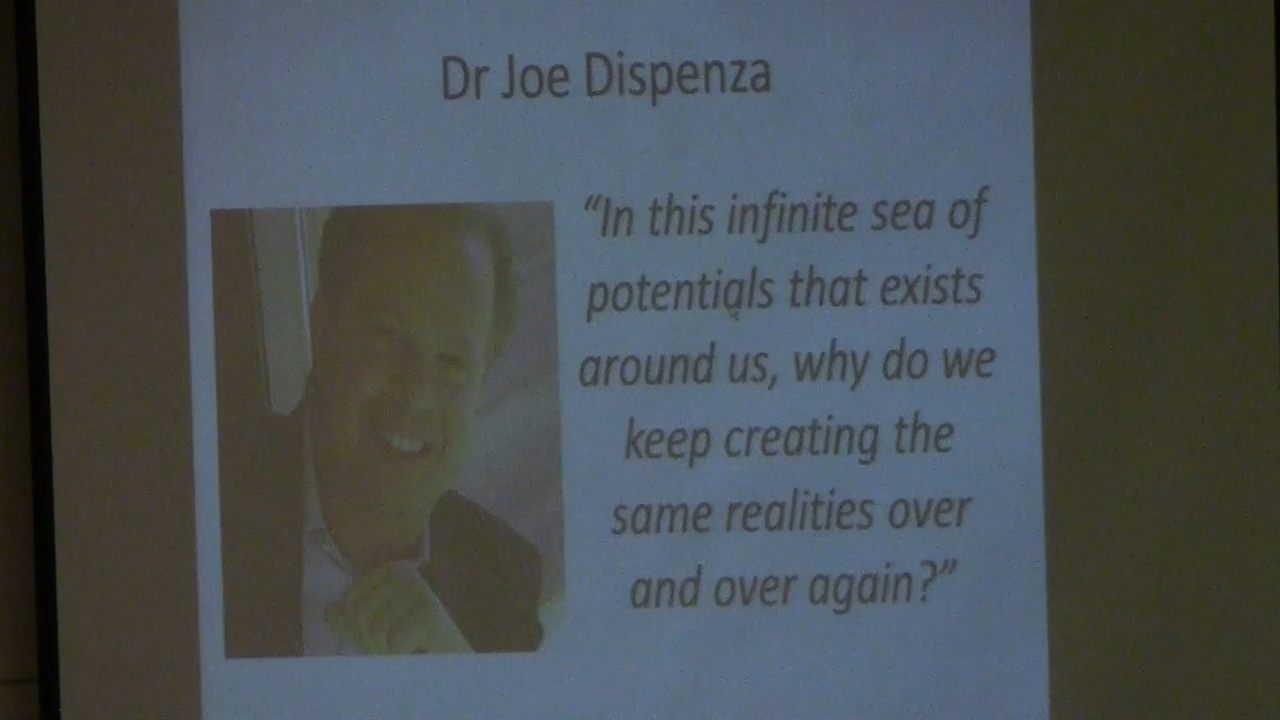 Dr Joe Dispenza
“In this infinite sea of
potentials that exists
around us, why do we
keep creating the
same realities over
and over again?”